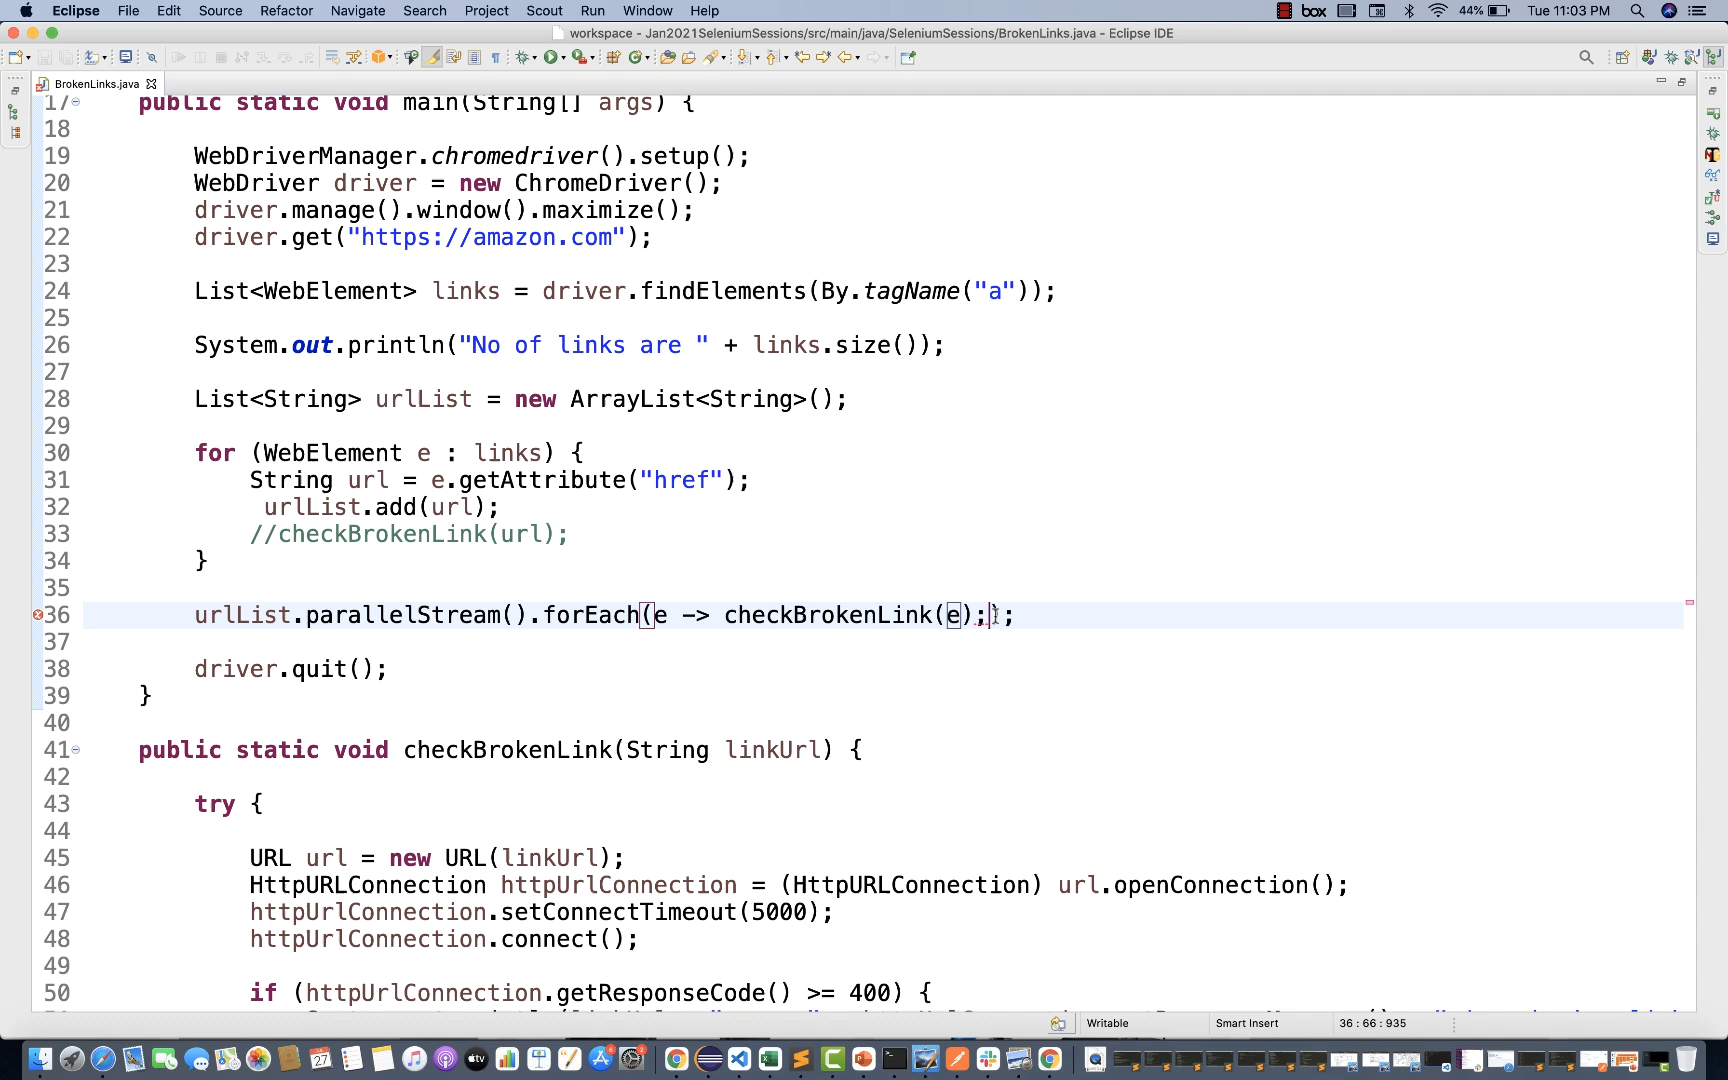 Eclipse File Edit Source Refactor Navigate Search Project Scout Run Window Help box 44% Tue 11:03 PM
workspace - Jan2021SeleniumSessions/src/main/java/SeleniumSessions/BrokenLinks.java - Eclipse IDE
BrokenLinks.java
17 public static void main(String[] args) {
18
19 WebDriverManager.chromedriver().setup();
20 WebDriver driver = new ChromeDriver();
21 driver.manage().window().maximize();
22 driver.get("https://amazon.com");
23
24 List<WebElement> links = driver.findElements(By.tagName("a"));
25
26 System.out.println("No of links are " + links.size());
27
28 List<String> urlList = new ArrayList<String>();
29
30 for (WebElement e : links) {
31 String url = e.getAttribute("href");
32 urlList.add(url);
33 //checkBrokenLink(url);
34 }
35
36 urlList.parallelStream().forEach(e -> checkBrokenLink(e););
37
38 driver.quit();
39 }
40
41 public static void checkBrokenLink(String linkUrl) {
42
43 try {
44
45 URL url = new URL(linkUrl);
46 HttpURLConnection httpUrlConnection = (HttpURLConnection) url.openConnection();
47 httpUrlConnection.setConnectTimeout(5000);
48 httpUrlConnection.connect();
49
50 if (httpUrlConnection.getResponseCode() >= 400) {
Writable Smart Insert 36 : 66 : 935